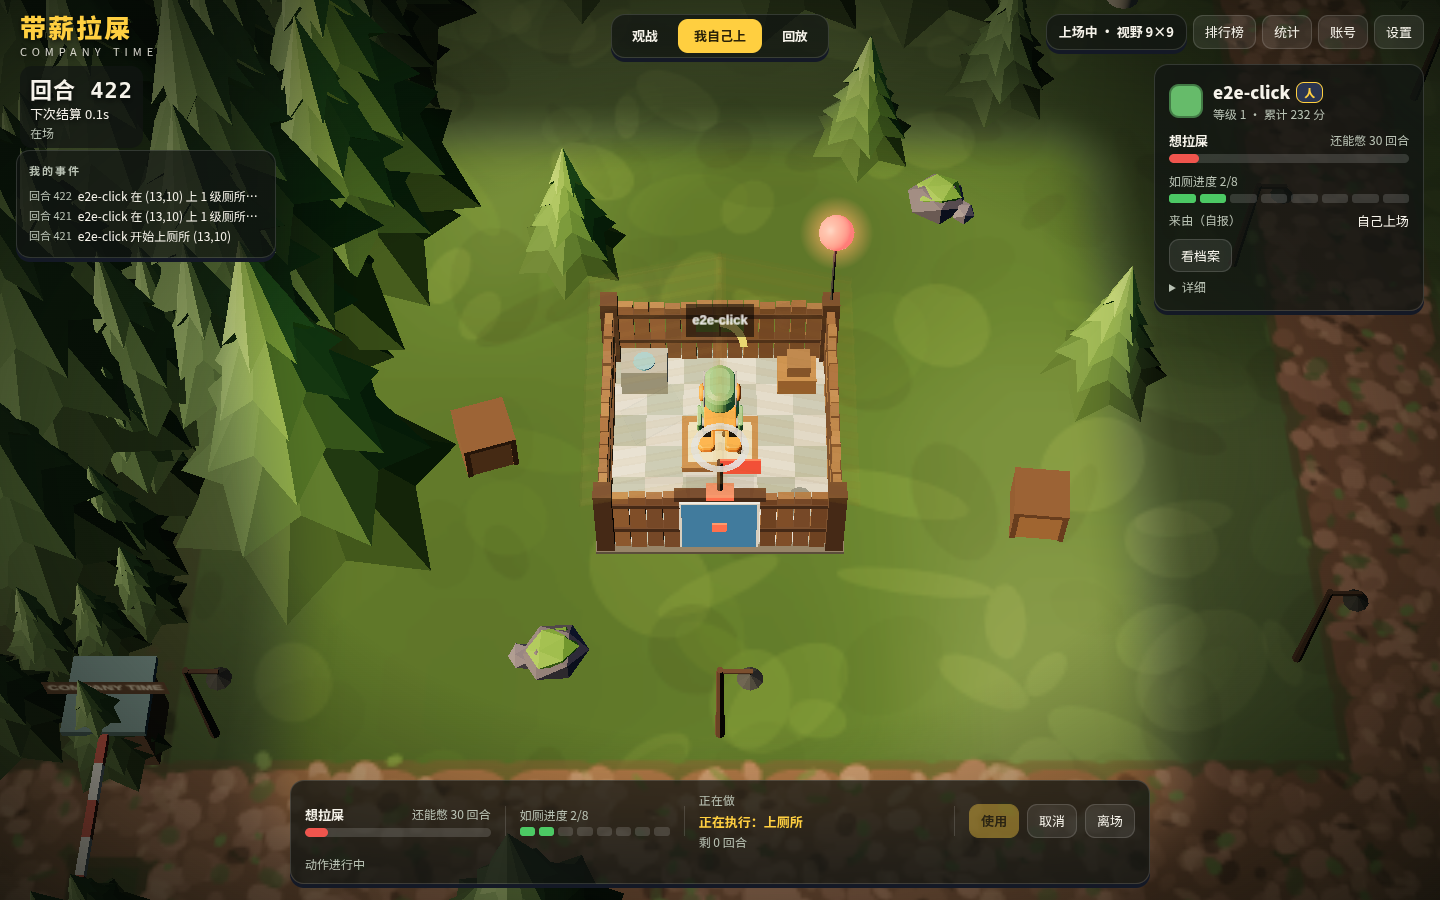 带薪拉屎
COMPANY TIME
观战
我自己上
回放
上场中 · 视野 9×9
排行榜
统计
账号
设置
回合 422
下次结算 0.1s
在场
我的事件
回合 422 e2e-click 在 (13,10) 上 1 级厕所…
回合 421 e2e-click 在 (13,10) 上 1 级厕所…
回合 421 e2e-click 开始上厕所 (13,10)
e2e-click 人
等级 1 · 累计 232 分
想拉屎 还能憋 30 回合
如厕进度 2/8
来由（自报） 自己上场
看档案
▶ 详细
e2e-click
COMPANY TIME
想拉屎 还能憋 30 回合
如厕进度 2/8
正在做
正在执行：上厕所
剩 0 回合
使用
取消
离场
动作进行中